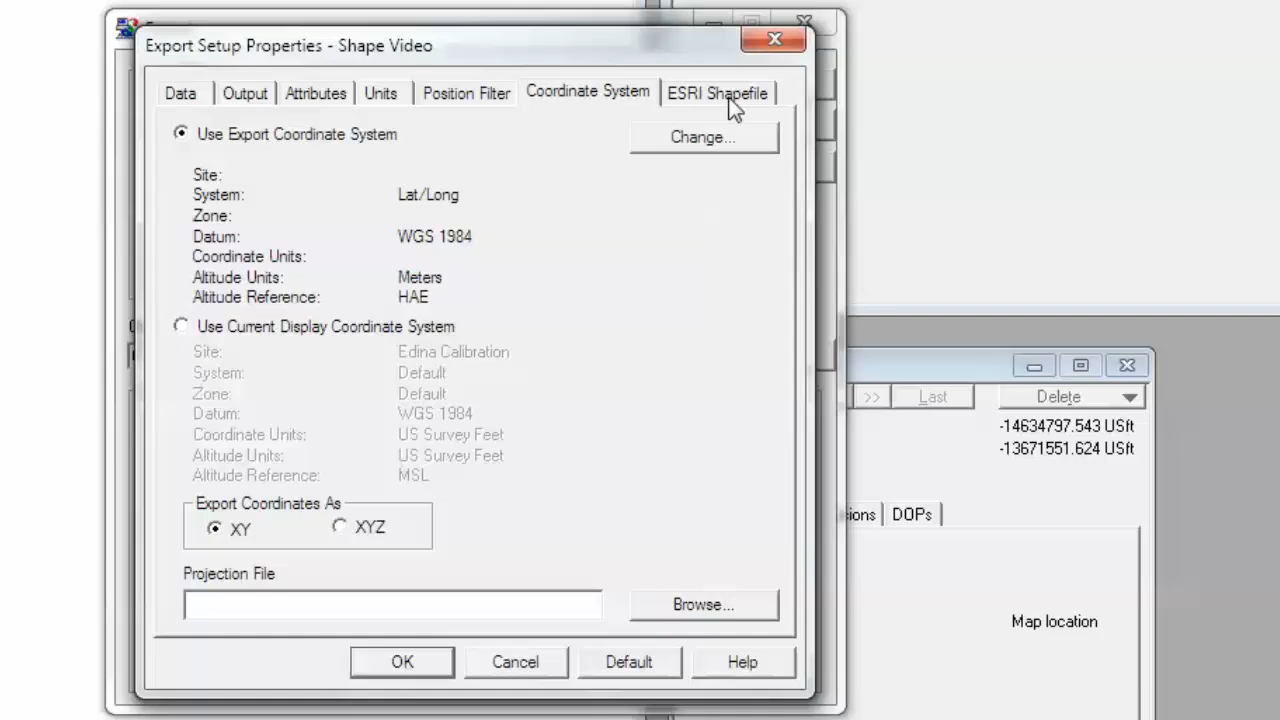 Export Setup Properties - Shape Video
Data Output Attributes Units Position Filter Coordinate System ESRI Shapefile
Use Export Coordinate System
Change...
Site:
System: Lat/Long
Zone:
Datum: WGS 1984
Coordinate Units:
Altitude Units: Meters
Altitude Reference: HAE
Use Current Display Coordinate System
Site: Edina Calibration
System: Default
Zone: Default
Datum: WGS 1984
Coordinate Units: US Survey Feet
Altitude Units: US Survey Feet
Altitude Reference: MSL
Export Coordinates As
XY XYZ
Projection File
Browse...
OK Cancel Default Help
>> Last Delete
-14634797.543 USft
-13671551.624 USft
ions DOPs
Map location